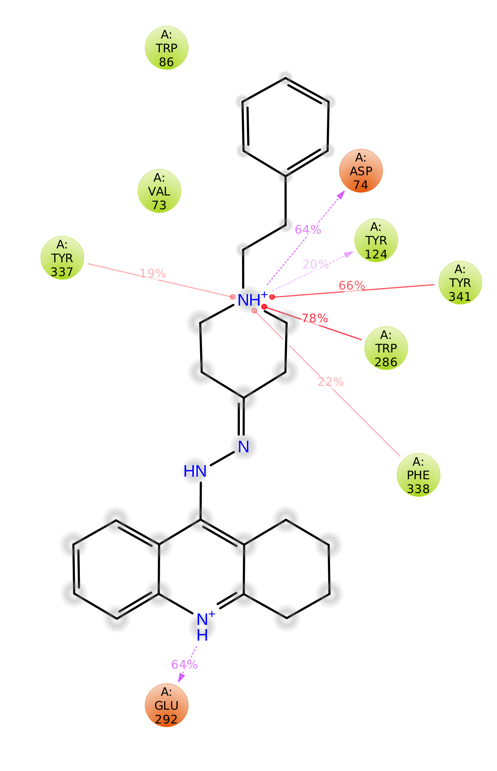 A:
TRP
86
A:
ASP
74
A:
VAL
73
64%
A:
TYR
124
A:
TYR
337
20%
19%
66%
A:
TYR
341
NH+
78%
A:
TRP
286
22%
N
HN
A:
PHE
338
N+
H
64%
A:
GLU
292